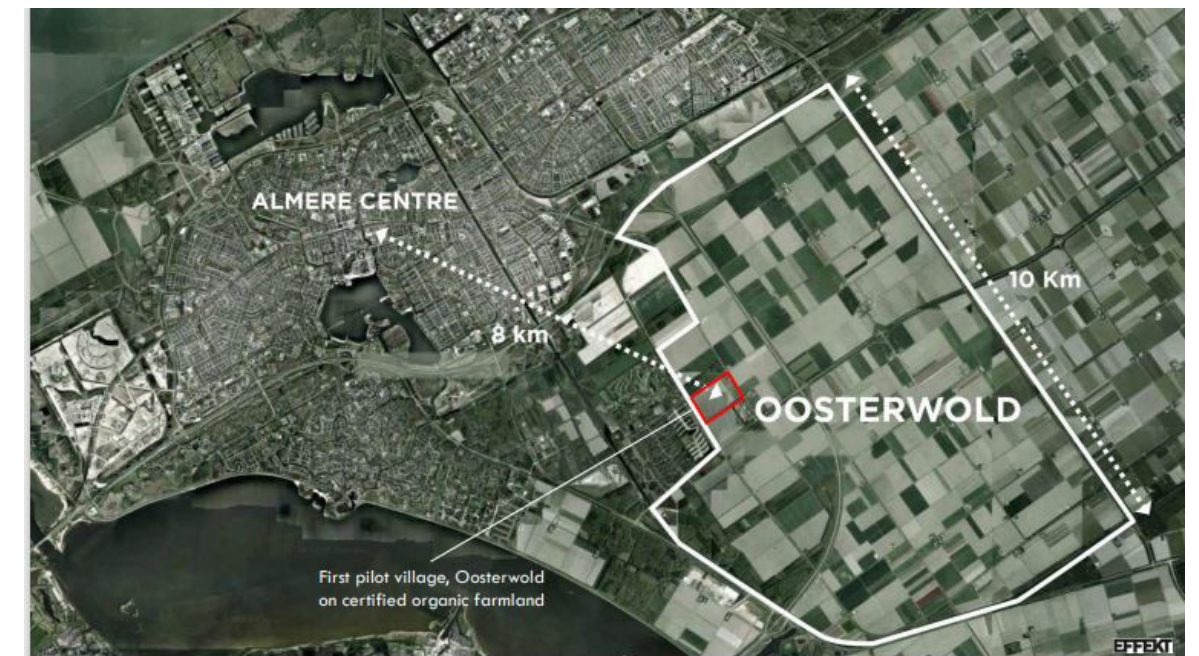 ALMERE CENTRE
10 Km
8 km
OOSTERWOLD
First pilot village, Oosterwold
on certified organic farmland
EFFEKT